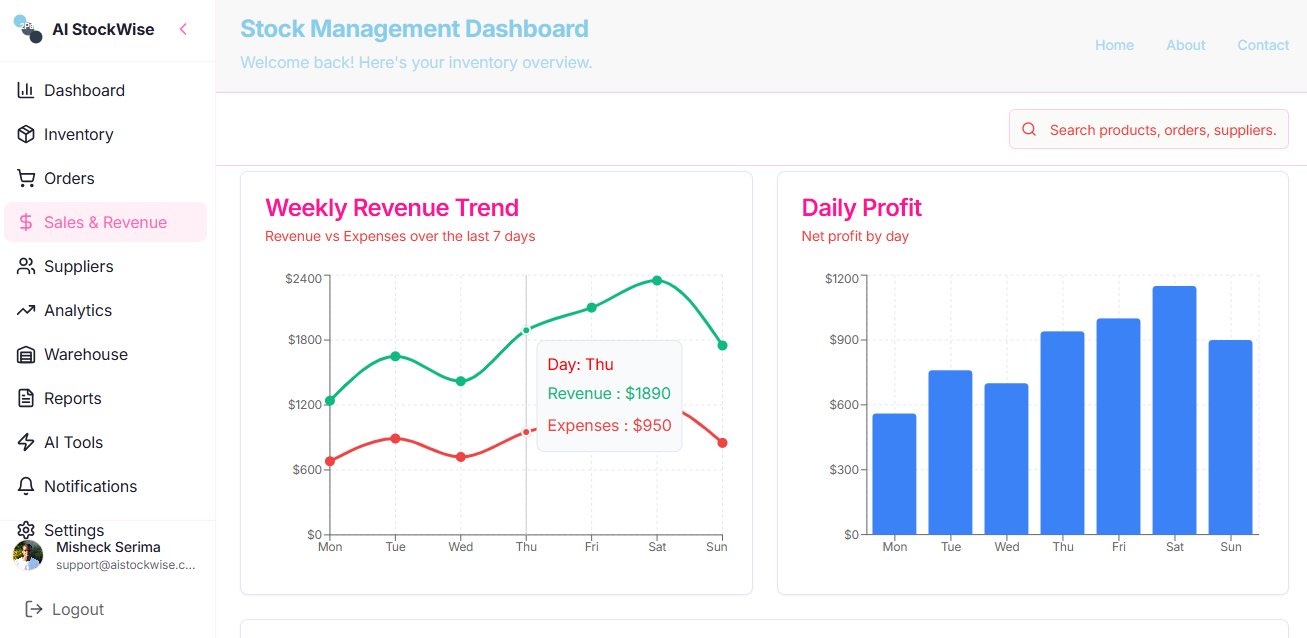 AI StockWise
Dashboard
Inventory
Orders
Sales & Revenue
Suppliers
Analytics
Warehouse
Reports
AI Tools
Notifications
Settings
Misheck Serima
support@aistockwise.c...
Logout
Stock Management Dashboard
Welcome back! Here's your inventory overview.
Home About Contact
Search products, orders, suppliers.
Weekly Revenue Trend
Revenue vs Expenses over the last 7 days
$2400
$1800
$1200
$600
$0
Mon Tue Wed Thu Fri Sat Sun
Day: Thu
Revenue : $1890
Expenses : $950
Daily Profit
Net profit by day
$1200
$900
$600
$300
$0
Mon Tue Wed Thu Fri Sat Sun